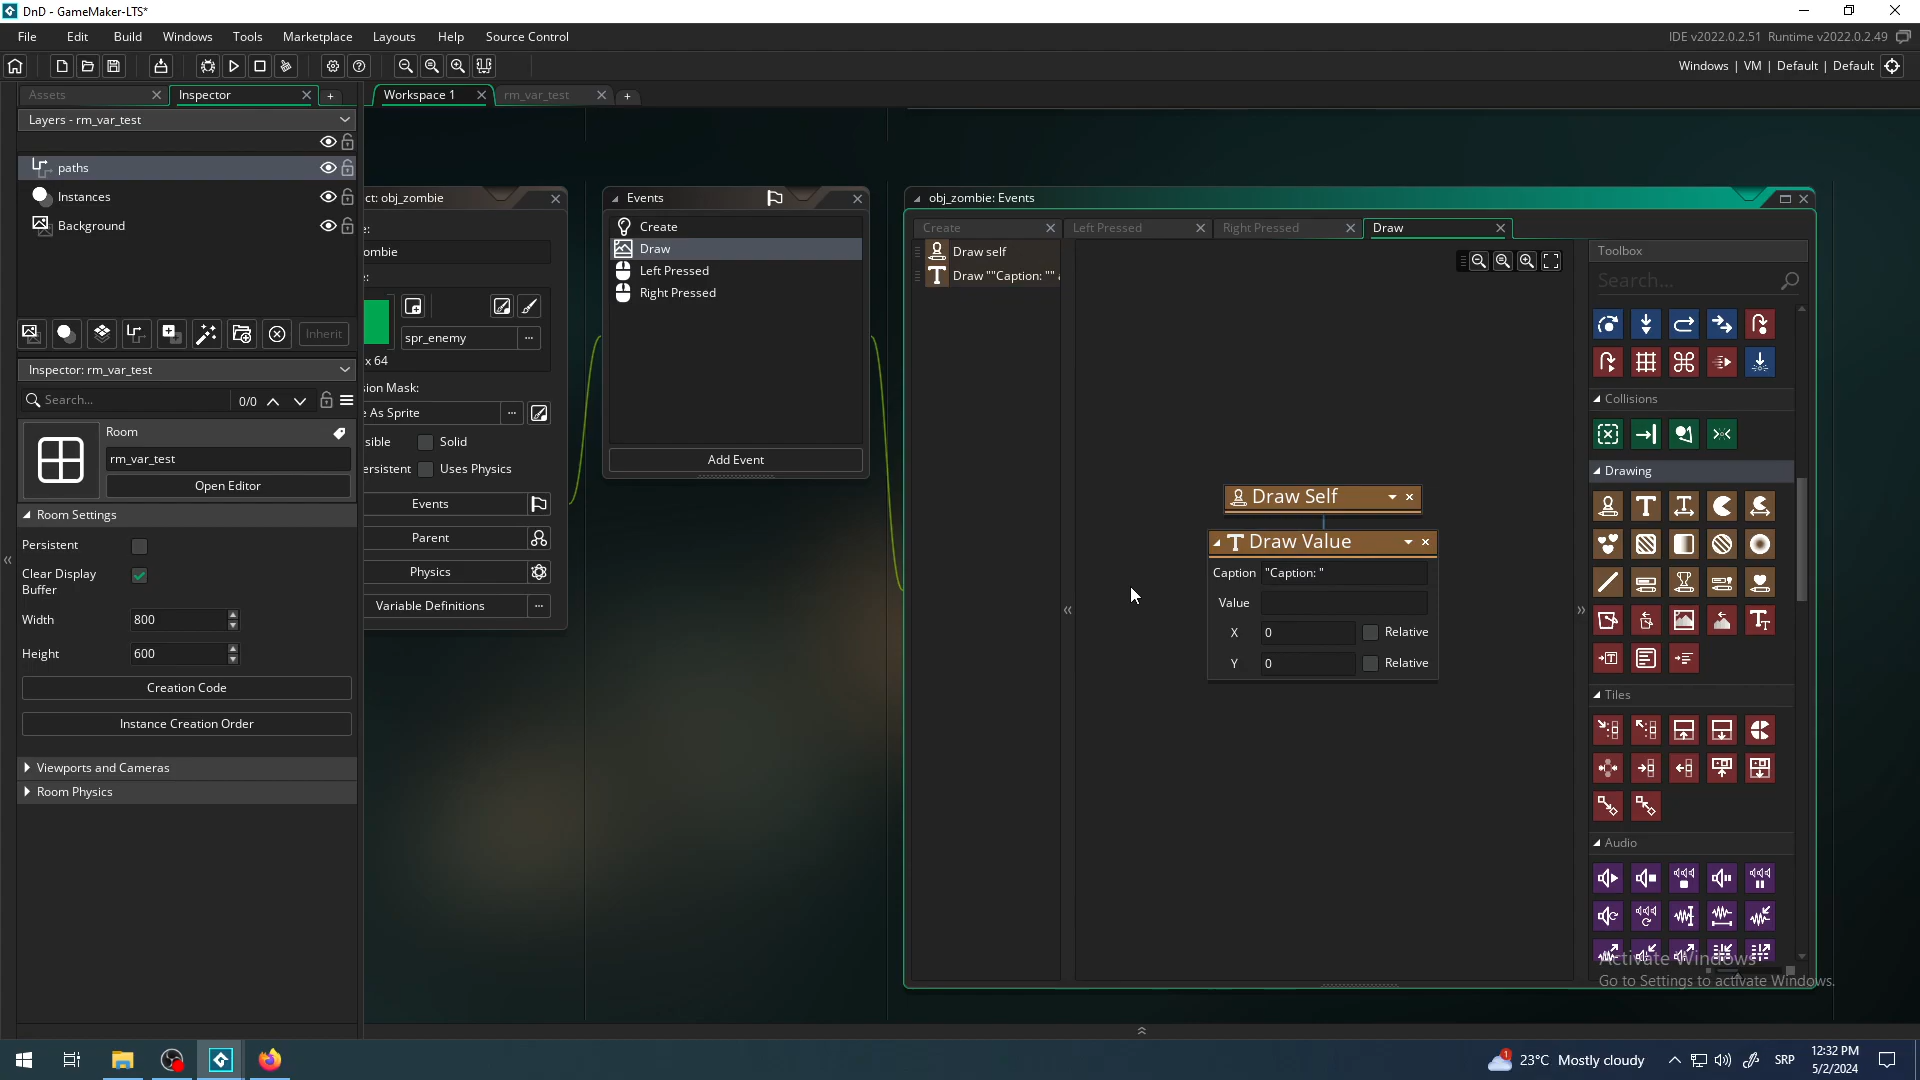 DnD - GameMaker-LTS*
File Edit Build Windows Tools Marketplace Layouts Help Source Control
IDE v2022.0.2.51 Runtime v2022.0.2.49
Windows | VM | Default | Default
Assets Inspector
Workspace 1 rm_var_test
Layers - rm_var_test
paths
Instances
Background
Inherit
Inspector: rm_var_test
Search... 0/0
Room
rm_var_test
Open Editor
Room Settings
Persistent
Clear Display
Buffer
Width 800
Height 600
Creation Code
Instance Creation Order
Viewports and Cameras
Room Physics
ct: obj_zombie
e:
ombie
e:
spr_enemy
x 64
sion Mask:
e As Sprite
sible Solid
ersistent Uses Physics
Events
Parent
Physics
Variable Definitions
Events
Create
Draw
Left Pressed
Right Pressed
Add Event
obj_zombie: Events
Create Left Pressed Right Pressed Draw
Draw self
Draw ""Caption: "" a
Draw Self
Draw Value
Caption "Caption: "
Value
X 0 Relative
Y 0 Relative
Toolbox
Search...
Collisions
Drawing
Tiles
Audio
Activate Windows
Go to Settings to activate Windows.
1
23°C Mostly cloudy
SRP
12:32 PM
5/2/2024